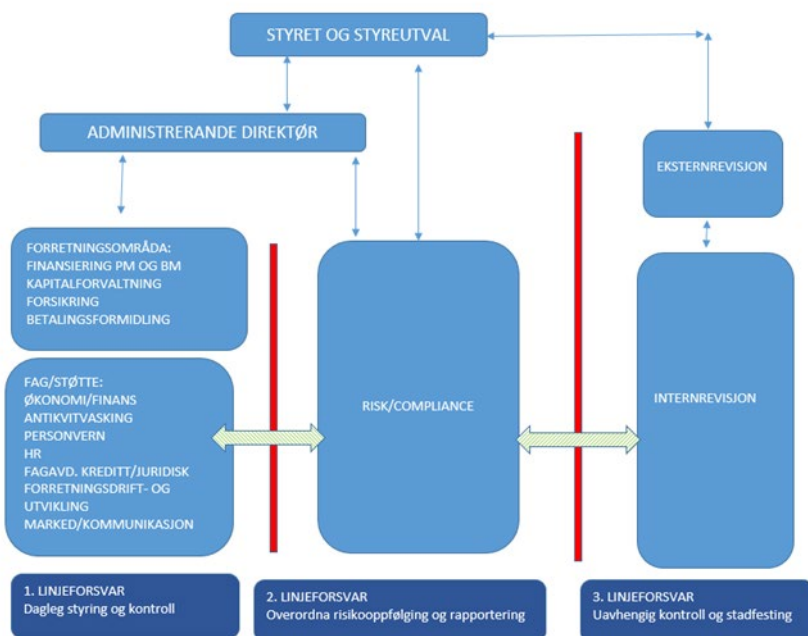 STYRET OG STYREUTVAL
ADMINISTRERANDE DIREKTØR
EKSTERNREVISJON
FORRETNINGSOMRÅDA:
FINANSIERING PM OG BM
KAPITALFORVALTNING
FORSIKRING
BETALINGSFORMIDLING
FAG/STØTTE:
ØKONOMI/FINANS
ANTIKVITVASKING
PERSONVERN
HR
FAGAVD. KREDITT/JURIDISK
FORRETNINGSDRIFT- OG
UTVIKLING
MARKED/KOMMUNIKASJON
RISK/COMPLIANCE
INTERNREVISJON
1. LINJEFORSVAR
Dagleg styring og kontroll
2. LINJEFORSVAR
Overordna risikooppfølging og rapportering
3. LINJEFORSVAR
Uavhengig kontroll og stadfesting